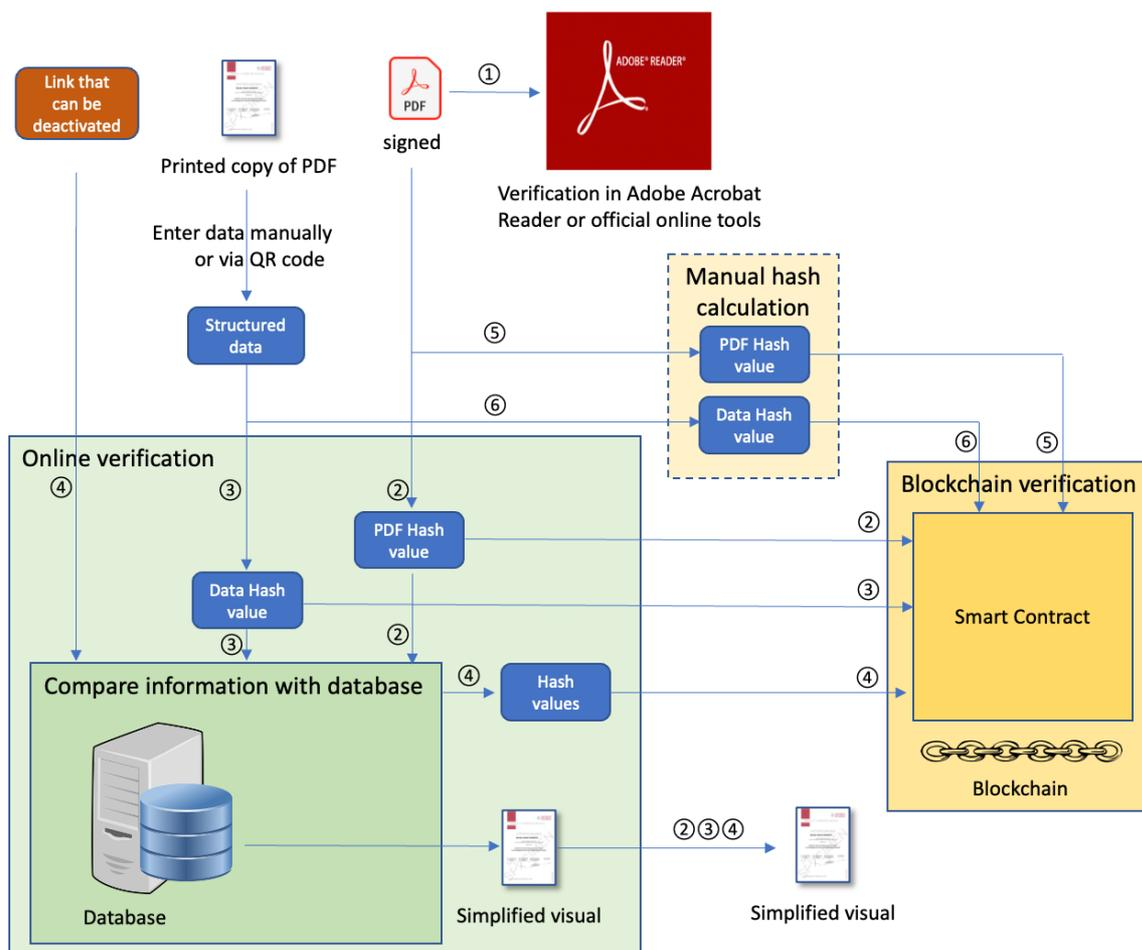 Link that
can be
deactivated
Printed copy of PDF
PDF
signed
①
ADOBE® READER®
Verification in Adobe Acrobat
Reader or official online tools
Enter data manually
or via QR code
Structured
data
Manual hash
calculation
PDF Hash
value
Data Hash
value
⑤
⑥
⑥
⑤
Online verification
④
③
②
PDF Hash
value
Data Hash
value
③
②
Blockchain verification
②
③
④
Smart Contract
Blockchain
Compare information with database
④
Hash
values
Database
Simplified visual
②③④
Simplified visual